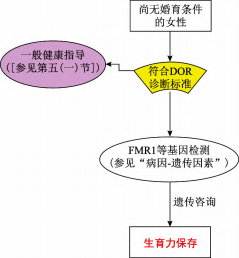 尚无婚育条件
的女性
一般健康指导
([参见第五(一)节])
符合DOR
诊断标准
FMR1等基因检测
(参见“病因-遗传因素”)
遗传咨询
生育力保存